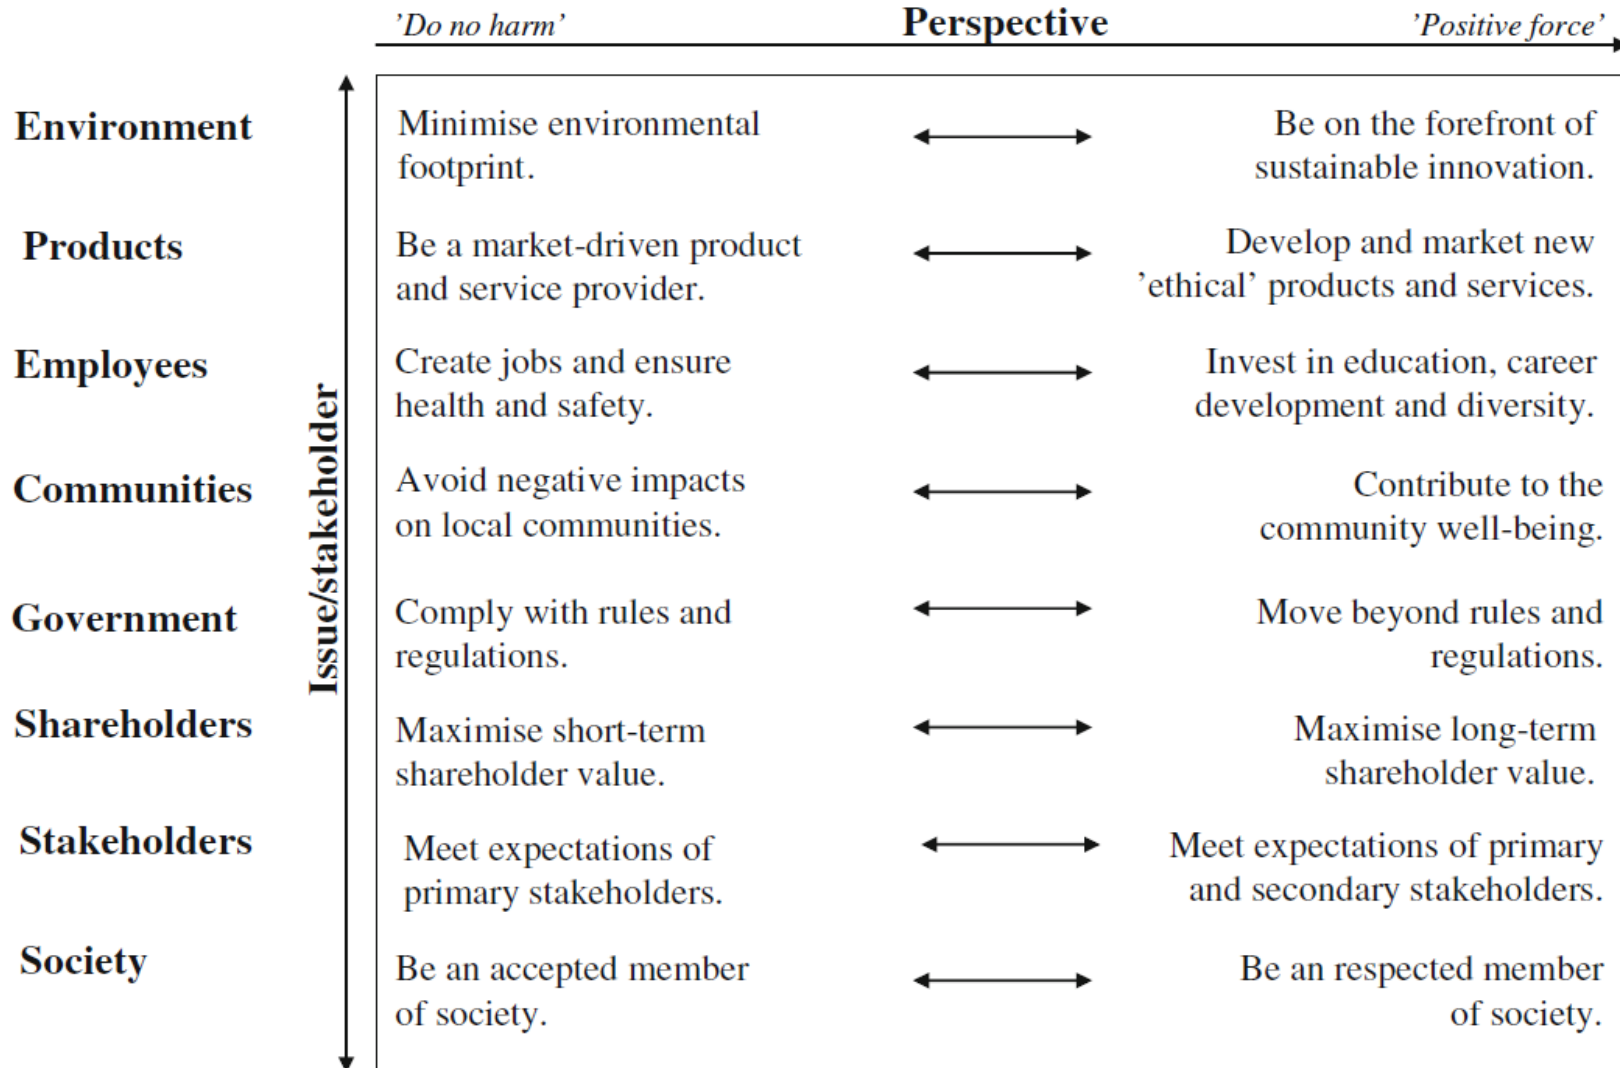 ’Do no harm’ Perspective ’Positive force’
Issue/stakeholder
Environment
Minimise environmental
footprint.
Be on the forefront of
sustainable innovation.
Products
Be a market-driven product
and service provider.
Develop and market new
’ethical’ products and services.
Employees
Create jobs and ensure
health and safety.
Invest in education, career
development and diversity.
Communities
Avoid negative impacts
on local communities.
Contribute to the
community well-being.
Government
Comply with rules and
regulations.
Move beyond rules and
regulations.
Shareholders
Maximise short-term
shareholder value.
Maximise long-term
shareholder value.
Stakeholders
Meet expectations of
primary stakeholders.
Meet expectations of primary
and secondary stakeholders.
Society
Be an accepted member
of society.
Be an respected member
of society.